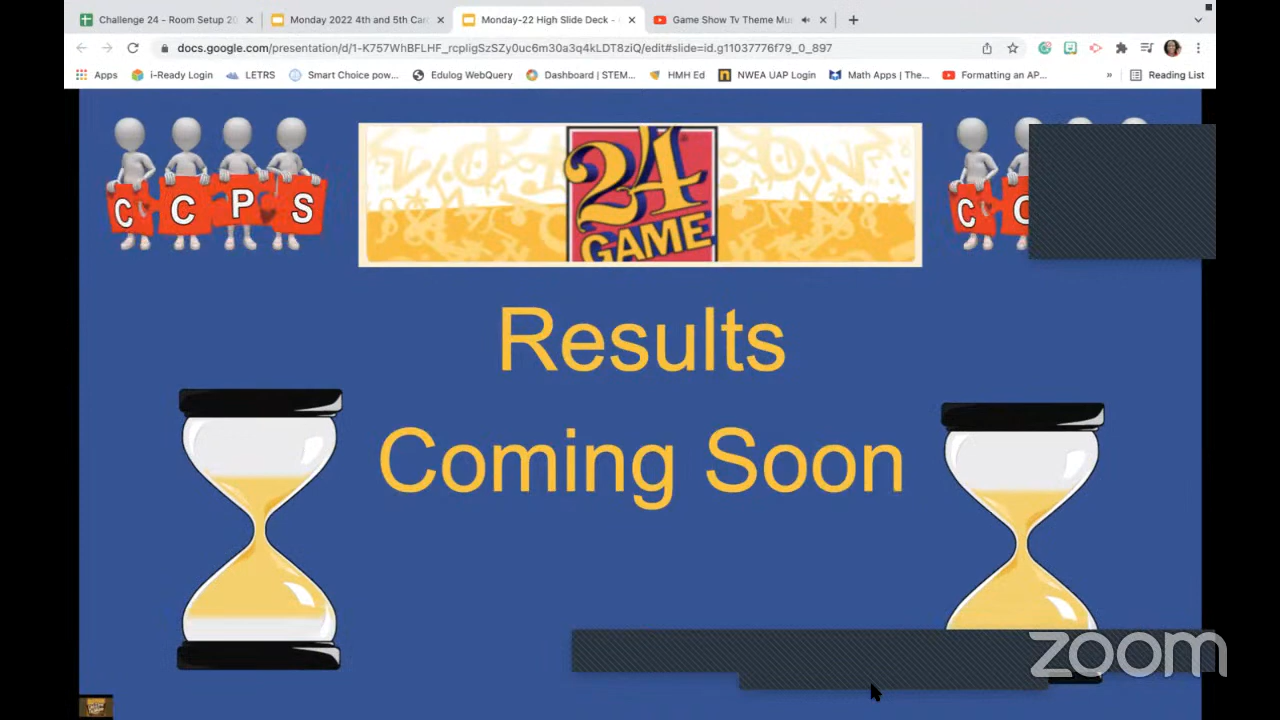 Challenge 24 - Room Setup 20
Monday 2022 4th and 5th Car
Monday-22 High Slide Deck -
Game Show Tv Theme Mu
docs.google.com/presentation/d/1-K757WhBFLHF_rcpligSzSZy0uc6m30a3q4kLDT8ziQ/edit#slide=id.g11037776f79_0_897
Apps
i-Ready Login
LETRS
Smart Choice pow...
Edulog WebQuery
Dashboard | STEM...
HMH Ed
NWEA UAP Login
Math Apps | The...
Formatting an AP...
»
Reading List
C C P S
24
GAME
C C
Results
Coming Soon
zoom